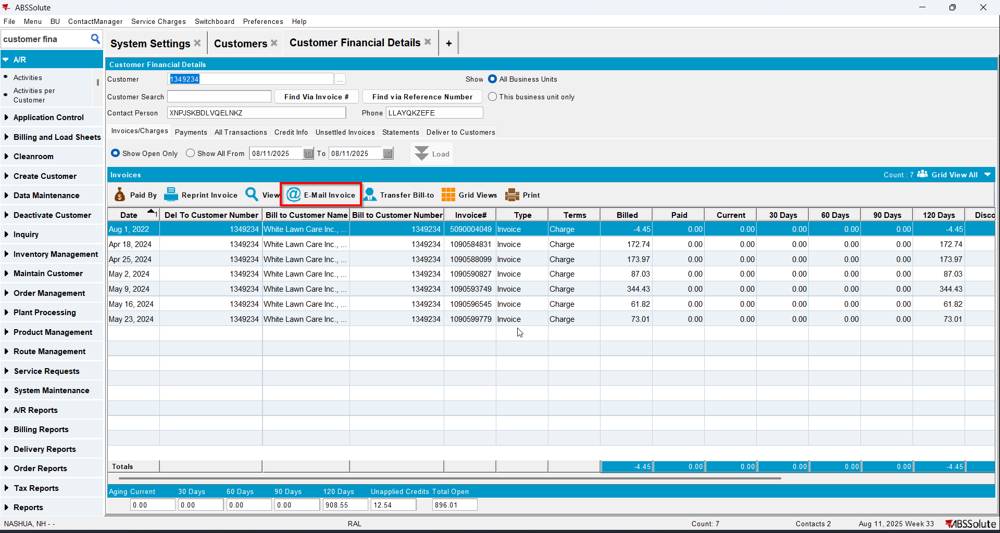 ABSSolute
File Menu BU ContactManager Service Charges Switchboard Preferences Help
customer fina
System Settings Customers Customer Financial Details +
A/R
Activities
Activities per
Customer
Application Control
Billing and Load Sheets
Cleanroom
Create Customer
Data Maintenance
Deactivate Customer
Inquiry
Inventory Management
Maintain Customer
Order Management
Plant Processing
Product Management
Route Management
Service Requests
System Maintenance
A/R Reports
Billing Reports
Delivery Reports
Order Reports
Tax Reports
Reports
Customer Financial Details
Customer 1349234 ... Show All Business Units
Customer Search Find Via Invoice # Find via Reference Number This business unit only
Contact Person XNPJSKBDLVQELNKZ Phone LLAYQKZEFE
Invoices/Charges Payments All Transactions Credit Info Unsettled Invoices Statements Deliver to Customers
Show Open Only Show All From 08/11/2025 To 08/11/2025 Load
Invoices Count : 7 Grid View All
Paid By Reprint Invoice View E-Mail Invoice Transfer Bill-to Grid Views Print
Date 1 Del To Customer Number Bill to Customer Name Bill to Customer Number Invoice# Type Terms Billed Paid Current 30 Days 60 Days 90 Days 120 Days Disco
Aug 1, 2022 1349234 White Lawn Care Inc., ... 1349234 5090004049 Invoice Charge -4.45 0.00 0.00 0.00 0.00 0.00 -4.45
Apr 18, 2024 1349234 White Lawn Care Inc., ... 1349234 1090584831 Invoice Charge 172.74 0.00 0.00 0.00 0.00 0.00 172.74
Apr 25, 2024 1349234 White Lawn Care Inc., ... 1349234 1090588099 Invoice Charge 173.97 0.00 0.00 0.00 0.00 0.00 173.97
May 2, 2024 1349234 White Lawn Care Inc., ... 1349234 1090590827 Invoice Charge 87.03 0.00 0.00 0.00 0.00 0.00 87.03
May 9, 2024 1349234 White Lawn Care Inc., ... 1349234 1090593749 Invoice Charge 344.43 0.00 0.00 0.00 0.00 0.00 344.43
May 16, 2024 1349234 White Lawn Care Inc., ... 1349234 1090596545 Invoice Charge 61.82 0.00 0.00 0.00 0.00 0.00 61.82
May 23, 2024 1349234 White Lawn Care Inc., ... 1349234 1090599779 Invoice Charge 73.01 0.00 0.00 0.00 0.00 0.00 73.01
Totals -4.45 0.00 0.00 0.00 0.00 0.00 -4.45
Aging Current 30 Days 60 Days 90 Days 120 Days Unapplied Credits Total Open
0.00 0.00 0.00 0.00 908.55 12.54 896.01
NASHUA, NH - - RAL Count: 7 Contacts 2 Aug 11, 2025 Week 33 ABSSolute